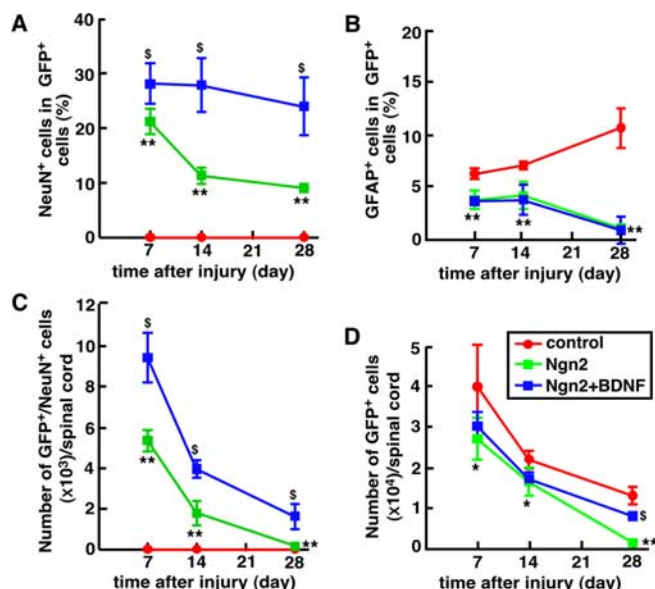 A
NeuN+ cells in GFP+
cells (%)
40
30
20
10
0
$
$
$
**
**
**
7 14 21 28
time after injury (day)
B
GFAP+ cells in GFP+
cells (%)
20
15
10
5
0
**
**
**
7 14 21 28
time after injury (day)
C
Number of GFP+/NeuN+ cells
(x10³)/spinal cord
12
10
8
6
4
2
0
$
$
$
**
**
**
7 14 21 28
time after injury (day)
D
Number of GFP+ cells
(x10⁴)/spinal cord
5
4
3
2
1
0
control
Ngn2
Ngn2+BDNF
*
*
$
**
7 14 21 28
time after injury (day)